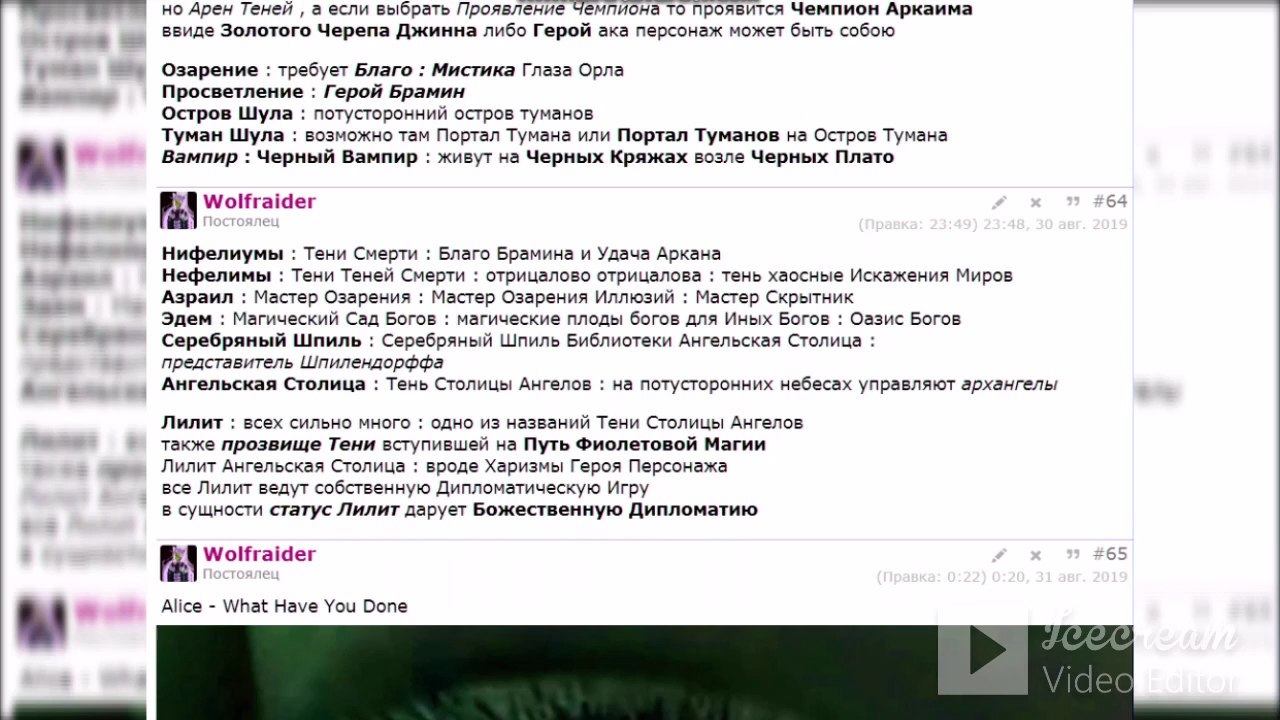 но Арен Теней , а если выбрать Проявление Чемпиона то проявится Чемпион Аркаима
ввиде Золотого Черепа Джинна либо Герой ака персонаж может быть собою
Озарение : требует Благо : Мистика Глаза Орла
Просветление : Герой Брамин
Остров Шула : потусторонний остров туманов
Туман Шула : возможно там Портал Тумана или Портал Туманов на Остров Тумана
Вампир : Черный Вампир : живут на Черных Кряжах возле Черных Плато
Wolfraider
#64
Постоялец
(Правка: 23:49) 23:48, 30 авг. 2019
Нифелиумы : Тени Смерти : Благо Брамина и Удача Аркана
Нефелимы : Тени Теней Смерти : отрицалово отрицалова : тень хаосные Искажения Миров
Азраил : Мастер Озарения : Мастер Озарения Иллюзий : Мастер Скрытник
Эдем : Магический Сад Богов : магические плоды богов для Иных Богов : Оазис Богов
Серебряный Шпиль : Серебряный Шпиль Библиотеки Ангельская Столица :
представитель Шпилендорффа
Ангельская Столица : Тень Столицы Ангелов : на потусторонних небесах управляют архангелы
Лилит : всех сильно много : одно из названий Тени Столицы Ангелов
также прозвище Тени вступившей на Путь Фиолетовой Магии
Лилит Ангельская Столица : вроде Харизмы Героя Персонажа
все Лилит ведут собственную Дипломатическую Игру
в сущности статус Лилит дарует Божественную Дипломатию
Wolfraider
#65
Постоялец
(Правка: 0:22) 0:20, 31 авг. 2019
Alice - What Have You Done
Icecream
Video Editor